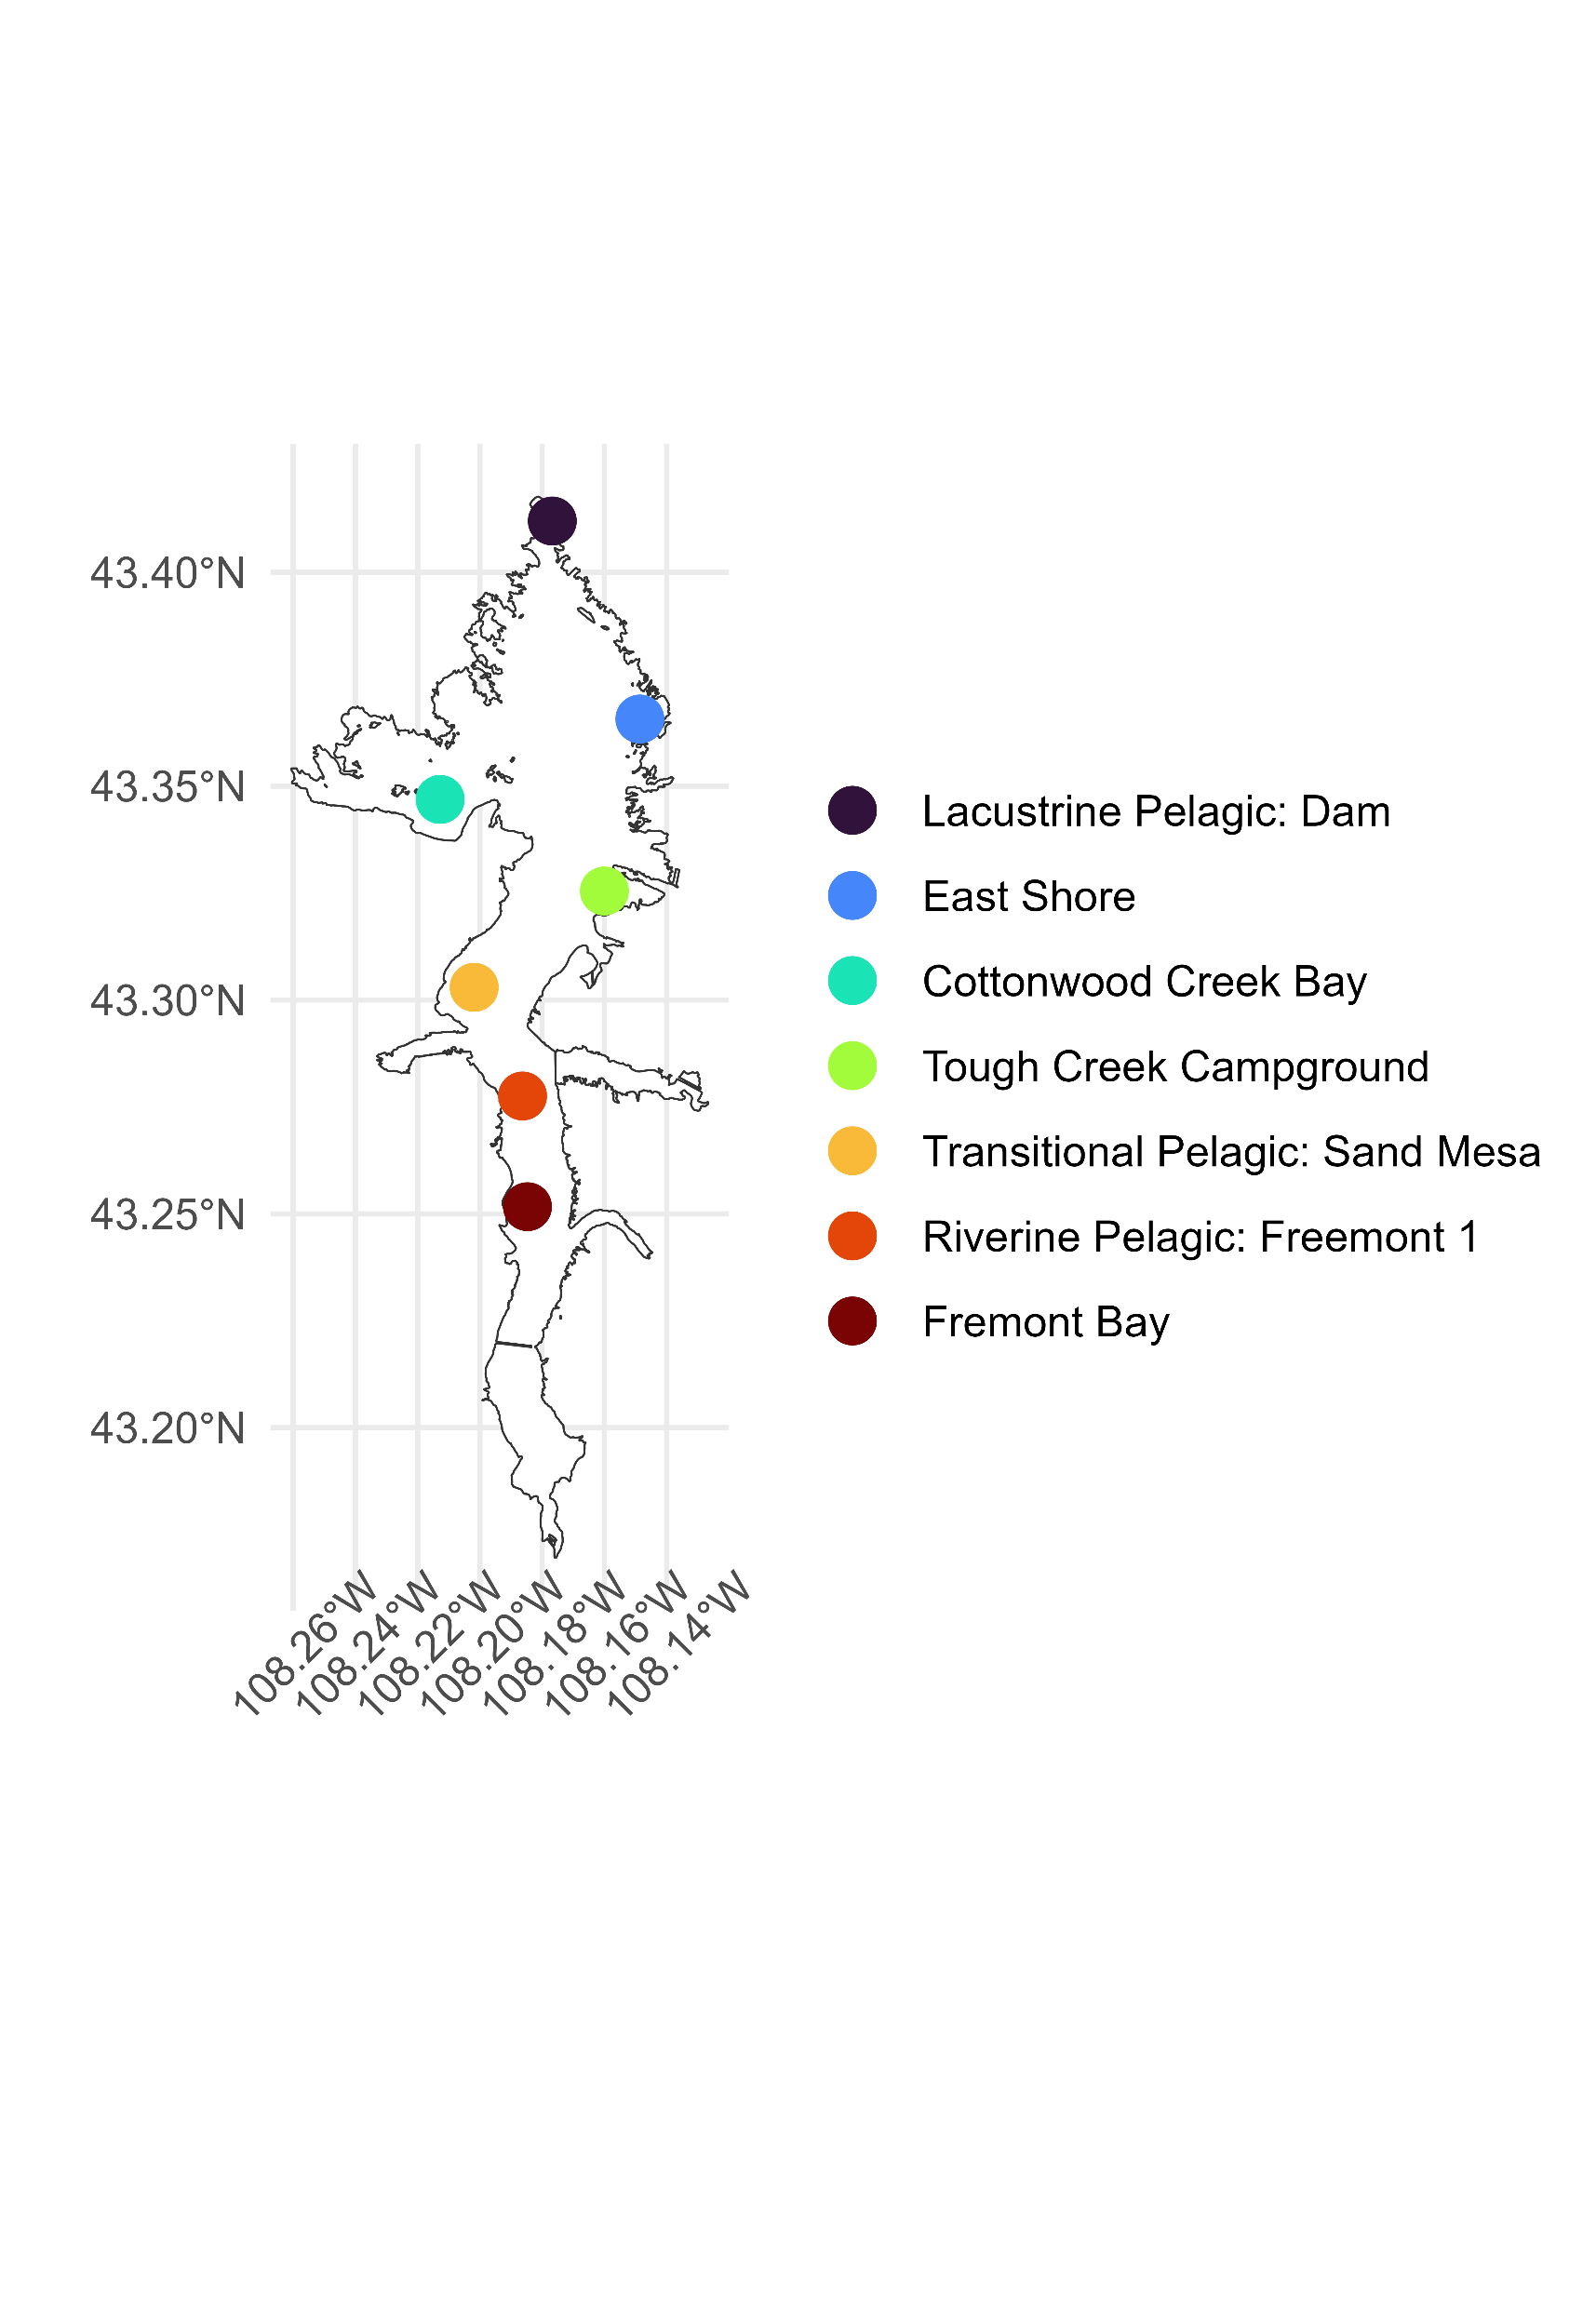 43.40°N
43.35°N
43.30°N
43.25°N
43.20°N
108.26°W
108.24°W
108.22°W
108.20°W
108.18°W
108.16°W
108.14°W
Lacustrine Pelagic: Dam
East Shore
Cottonwood Creek Bay
Tough Creek Campground
Transitional Pelagic: Sand Mesa
Riverine Pelagic: Freemont 1
Fremont Bay